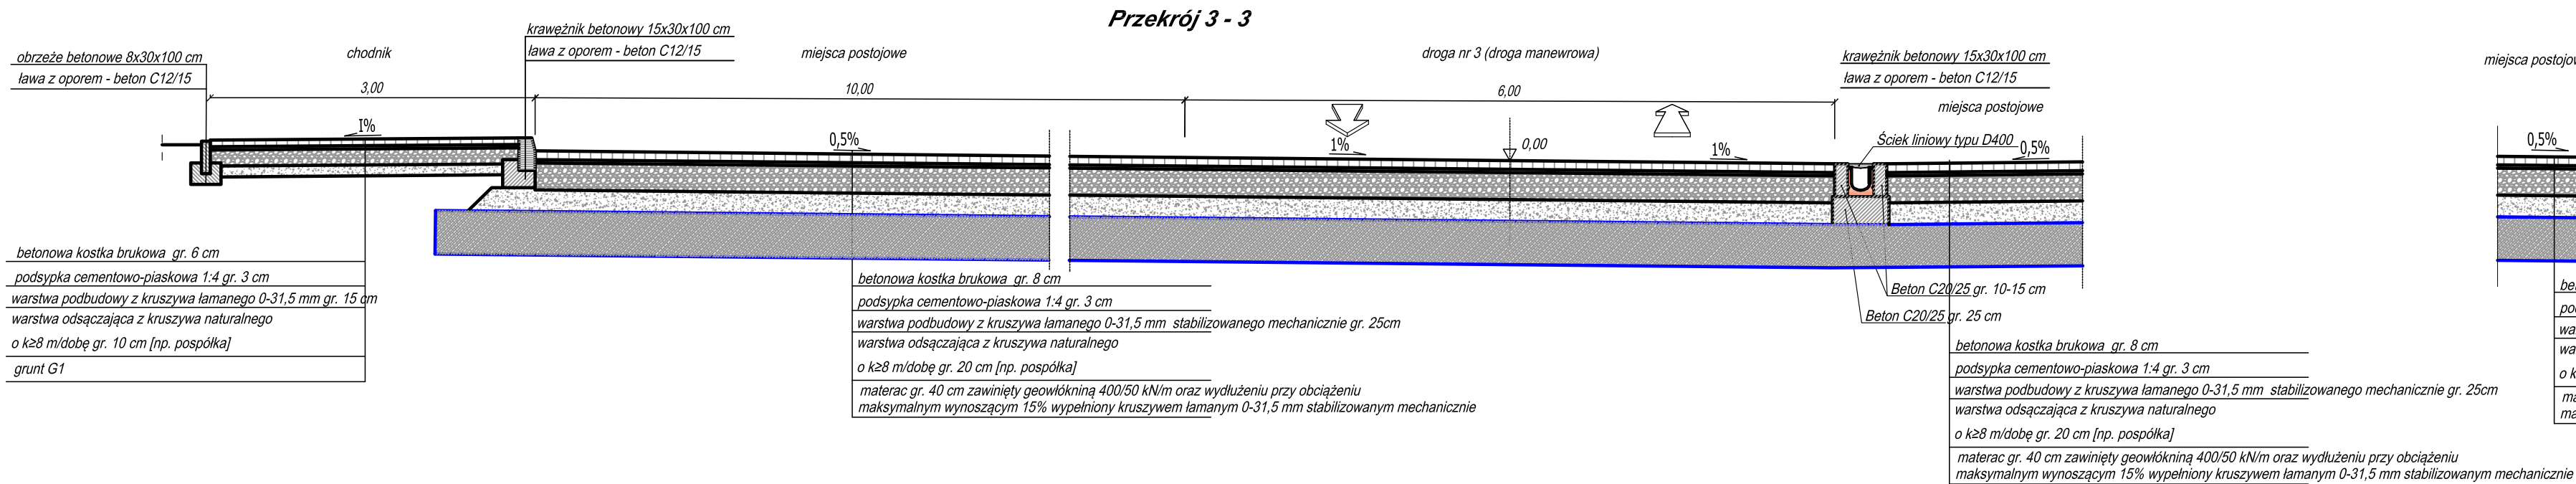 Przekrój 3 - 3
obrzeże betonowe 8x30x100 cm
ława z oporem - beton C12/15
chodnik
3,00
krawężnik betonowy 15x30x100 cm
ława z oporem - beton C12/15
miejsca postojowe
10,00
droga nr 3 (droga manewrowa)
6,00
krawężnik betonowy 15x30x100 cm
ława z oporem - beton C12/15
miejsca postojowe
miejsca postojow
1%
0,5%
1%
0,00
1%
Ściek liniowy typu D400
0,5%
0,5%
betonowa kostka brukowa gr. 6 cm
podsypka cementowo-piaskowa 1:4 gr. 3 cm
warstwa podbudowy z kruszywa łamanego 0-31,5 mm gr. 15 cm
warstwa odsączająca z kruszywa naturalnego
o k≥8 m/dobę gr. 10 cm [np. pospółka]
grunt G1
betonowa kostka brukowa gr. 8 cm
podsypka cementowo-piaskowa 1:4 gr. 3 cm
warstwa podbudowy z kruszywa łamanego 0-31,5 mm stabilizowanego mechanicznie gr. 25cm
warstwa odsączająca z kruszywa naturalnego
o k≥8 m/dobę gr. 20 cm [np. pospółka]
materac gr. 40 cm zawinięty geowłókniną 400/50 kN/m oraz wydłużeniu przy obciążeniu
maksymalnym wynoszącym 15% wypełniony kruszywem łamanym 0-31,5 mm stabilizowanym mechanicznie
Beton C20/25 gr. 10-15 cm
Beton C20/25 gr. 25 cm
betonowa kostka brukowa gr. 8 cm
podsypka cementowo-piaskowa 1:4 gr. 3 cm
warstwa podbudowy z kruszywa łamanego 0-31,5 mm stabilizowanego mechanicznie gr. 25cm
warstwa odsączająca z kruszywa naturalnego
o k≥8 m/dobę gr. 20 cm [np. pospółka]
materac gr. 40 cm zawinięty geowłókniną 400/50 kN/m oraz wydłużeniu przy obciążeniu
maksymalnym wynoszącym 15% wypełniony kruszywem łamanym 0-31,5 mm stabilizowanym mechanicznie